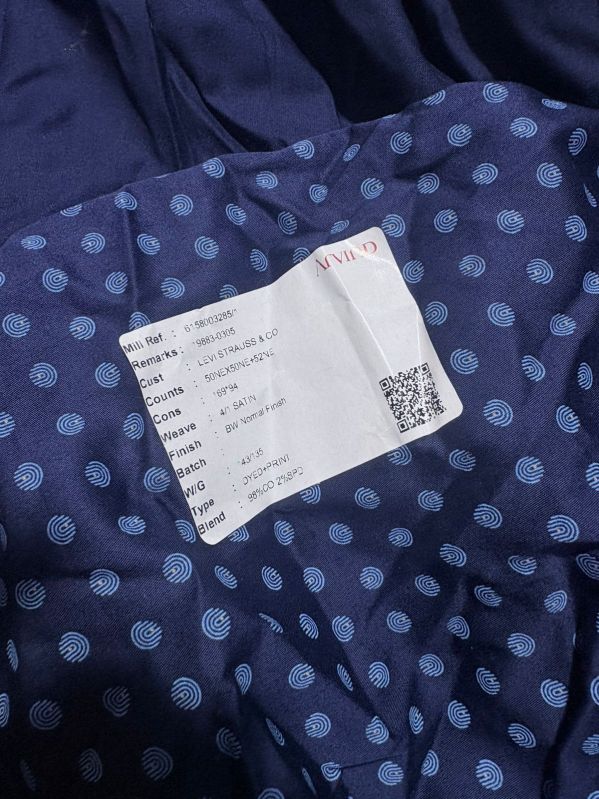 ARVIND
Mill Ref. : 6158003285/1
Remarks : 19883-0305
Cust : LEVI STRAUSS & CO
Counts : 50NEX50NE+52NE
Cons : 169*94
Weave : 4/1 SATIN
Finish : BW Normal Finish
Batch :
W/G : 143/135
Type : DYED+PRINT
Blend : 98%CO 2%SPD